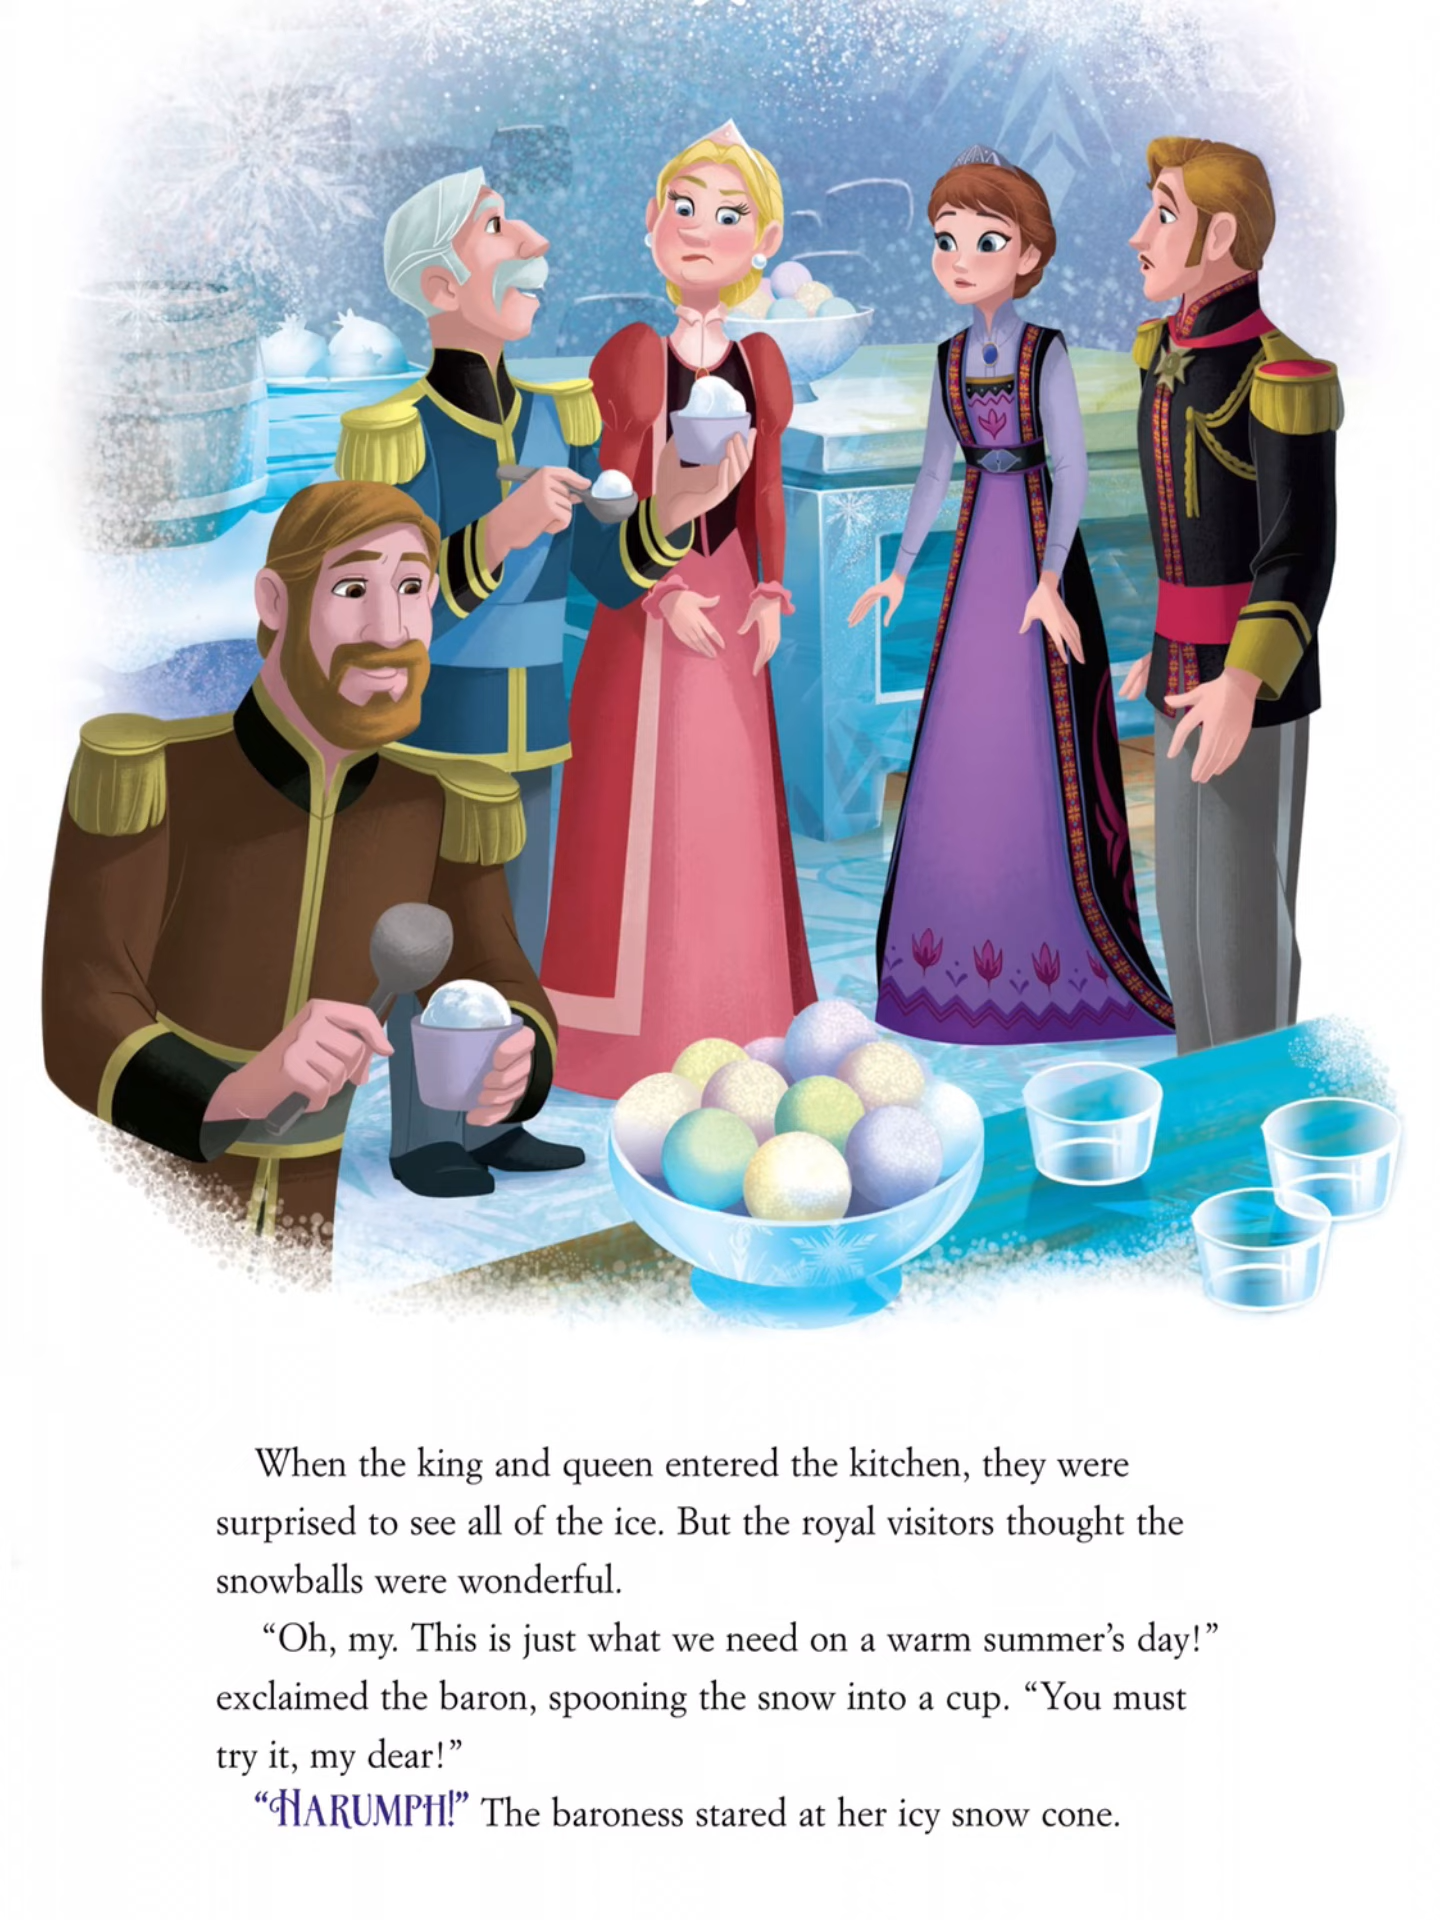 When the king and queen entered the kitchen, they were
surprised to see all of the ice. But the royal visitors thought the
snowballs were wonderful.
“Oh, my. This is just what we need on a warm summer’s day!”
exclaimed the baron, spooning the snow into a cup. “You must
try it, my dear!”
“HARUMPH!” The baroness stared at her icy snow cone.